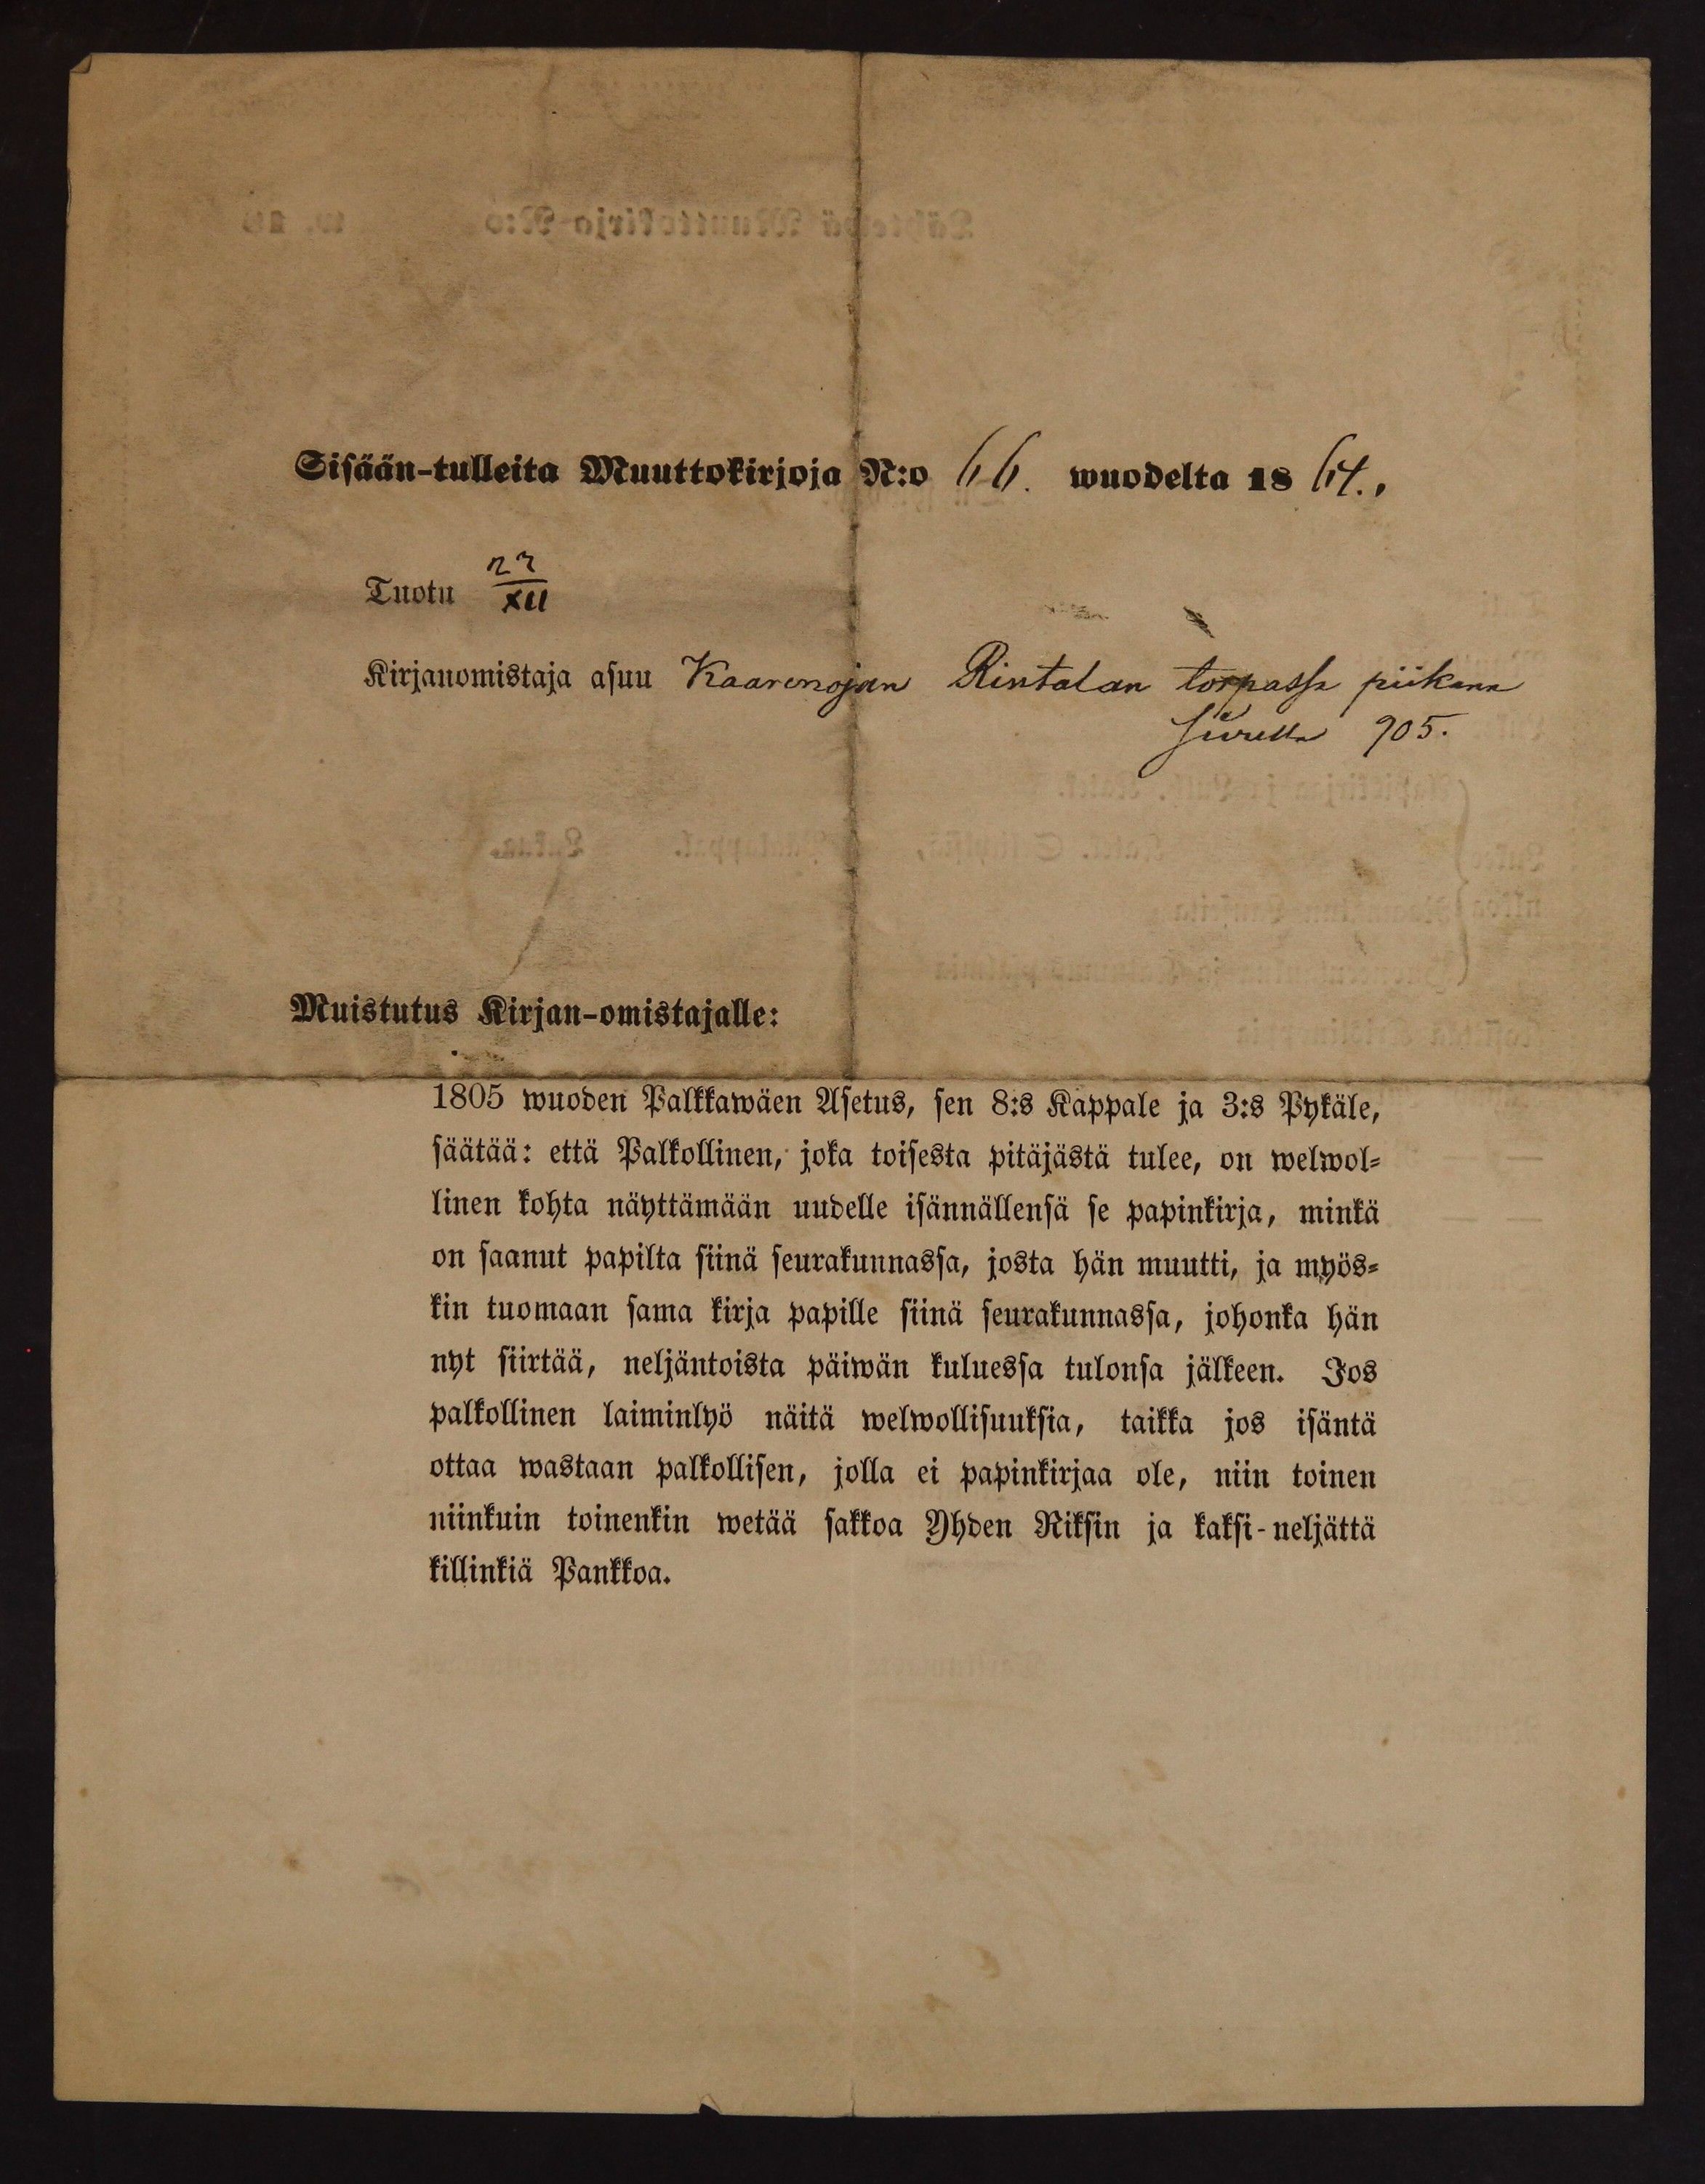 Sisään-tulleita Muuttokirjoja N:o 66. wuodelta 1864.
Tuotu 23/XII
Kirjanomistaja asuu Kaarenojan Rintalan torpassa piikana
905.
Muistutus Kirjan-omistajalle:
1805 wuoden Palkkawäen Asetus, sen 8:s Kappale ja 3:s Pykäle,
säätää: että Palkollinen, joka toisesta pitäjästä tulee, on welwol-
linen kohta näyttämään uudelle isännällensä se papinkirja, minkä
on saanut papilta siinä seurakunnassa, josta hän muutti, ja myös-
kin tuomaan sama kirja papille siinä seurakunnassa, johonka hän
nyt siirtää, neljäntoista päiwän kuluessa tulonsa jälkeen. Jos
palkollinen laiminlyö näitä welwollisuuksia, taikka jos isäntä
ottaa wastaan palkollisen, jolla ei papinkirjaa ole, niin toinen
niinkuin toinenkin wetää sakkoa Yhden Riksin ja kaksi-neljättä
killinkiä Pankkoa.